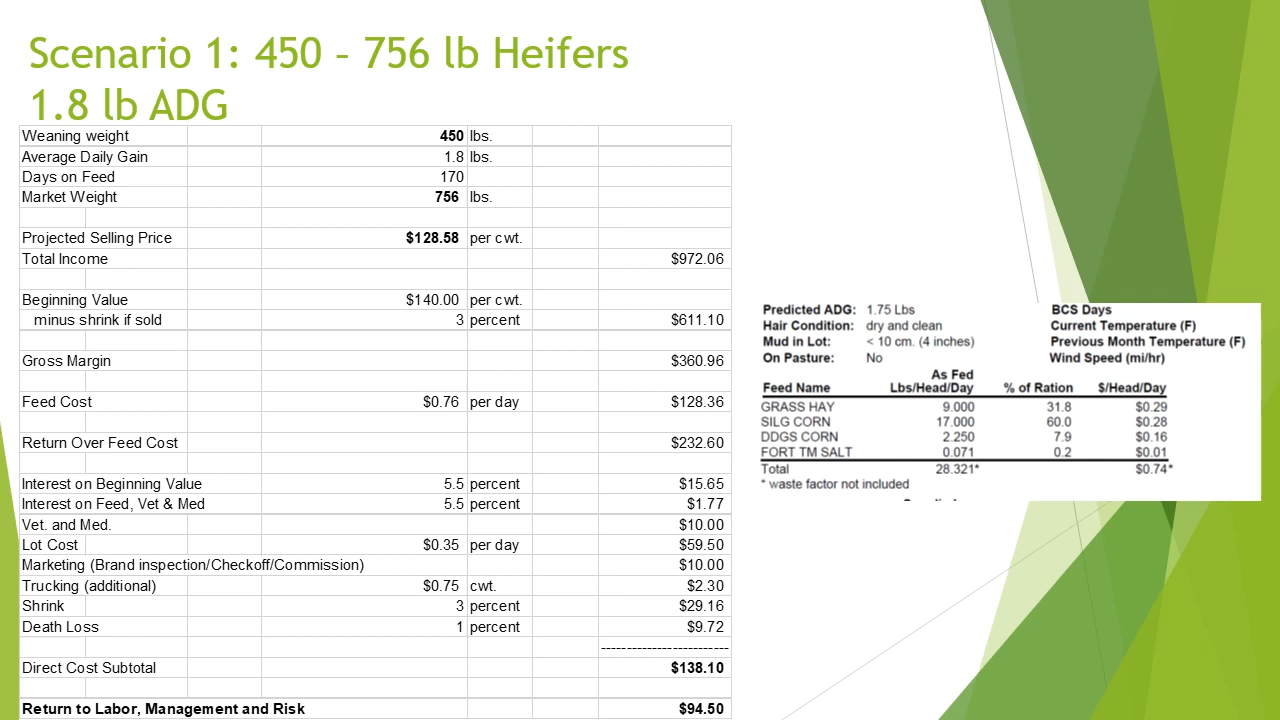 Scenario 1: 450 – 756 lb Heifers
1.8 lb ADG
Weaning weight 450 lbs.
Average Daily Gain 1.8 lbs.
Days on Feed 170
Market Weight 756 lbs.
Projected Selling Price $128.58 per cwt.
Total Income $972.06
Beginning Value $140.00 per cwt.
minus shrink if sold 3 percent $611.10
Gross Margin $360.96
Feed Cost $0.76 per day $128.36
Return Over Feed Cost $232.60
Interest on Beginning Value 5.5 percent $15.65
Interest on Feed, Vet & Med 5.5 percent $1.77
Vet. and Med. $10.00
Lot Cost $0.35 per day $59.50
Marketing (Brand inspection/Checkoff/Commission) $10.00
Trucking (additional) $0.75 cwt. $2.30
Shrink 3 percent $29.16
Death Loss 1 percent $9.72
-------------------------
Direct Cost Subtotal $138.10
Return to Labor, Management and Risk $94.50
Predicted ADG: 1.75 Lbs BCS Days
Hair Condition: dry and clean Current Temperature (F)
Mud in Lot: < 10 cm. (4 inches) Previous Month Temperature (F)
On Pasture: No Wind Speed (mi/hr)
As Fed
Feed Name Lbs/Head/Day % of Ration $/Head/Day
GRASS HAY 9.000 31.8 $0.29
SILG CORN 17.000 60.0 $0.28
DDGS CORN 2.250 7.9 $0.16
FORT TM SALT 0.071 0.2 $0.01
Total 28.321* $0.74*
* waste factor not included